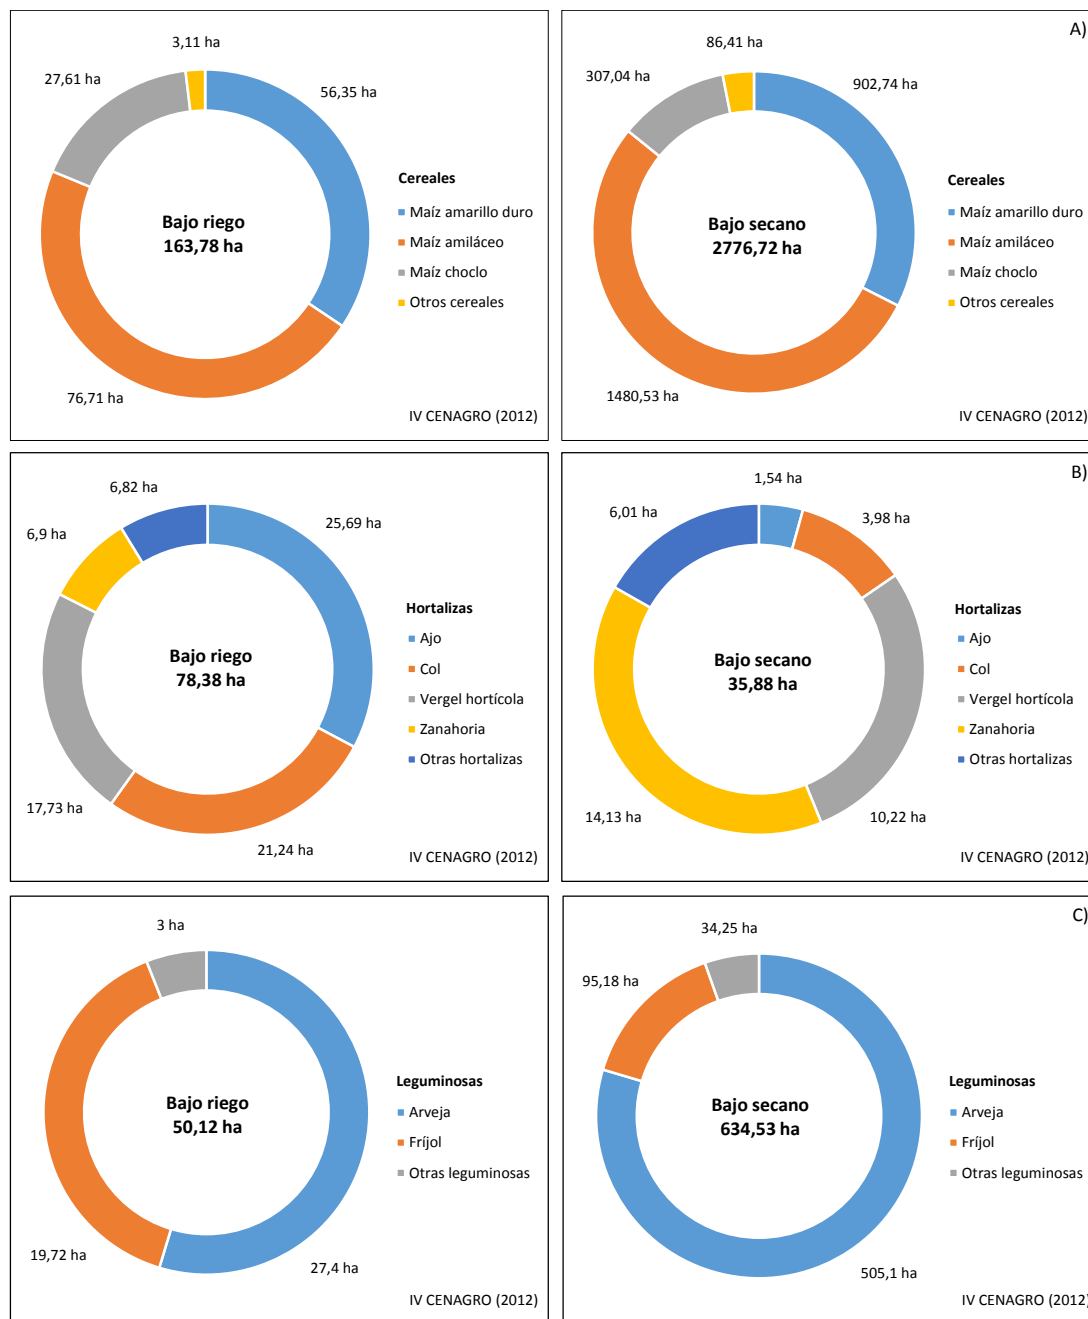 A)
3,11 ha
27,61 ha
56,35 ha
Bajo riego
163,78 ha
Cereales
Maíz amarillo duro
Maíz amiláceo
Maíz choclo
Otros cereales
76,71 ha
IV CENAGRO (2012)
86,41 ha
307,04 ha
902,74 ha
Bajo secano
2776,72 ha
Cereales
Maíz amarillo duro
Maíz amiláceo
Maíz choclo
Otros cereales
1480,53 ha
IV CENAGRO (2012)
B)
6,82 ha
6,9 ha
25,69 ha
Bajo riego
78,38 ha
Hortalizas
Ajo
Col
Vergel hortícola
Zanahoria
Otras hortalizas
17,73 ha
21,24 ha
IV CENAGRO (2012)
1,54 ha
6,01 ha
3,98 ha
Bajo secano
35,88 ha
Hortalizas
Ajo
Col
Vergel hortícola
Zanahoria
Otras hortalizas
14,13 ha
10,22 ha
IV CENAGRO (2012)
C)
3 ha
Bajo riego
50,12 ha
Leguminosas
Arveja
Fríjol
Otras leguminosas
19,72 ha
27,4 ha
IV CENAGRO (2012)
34,25 ha
95,18 ha
Bajo secano
634,53 ha
Leguminosas
Arveja
Fríjol
Otras leguminosas
505,1 ha
IV CENAGRO (2012)